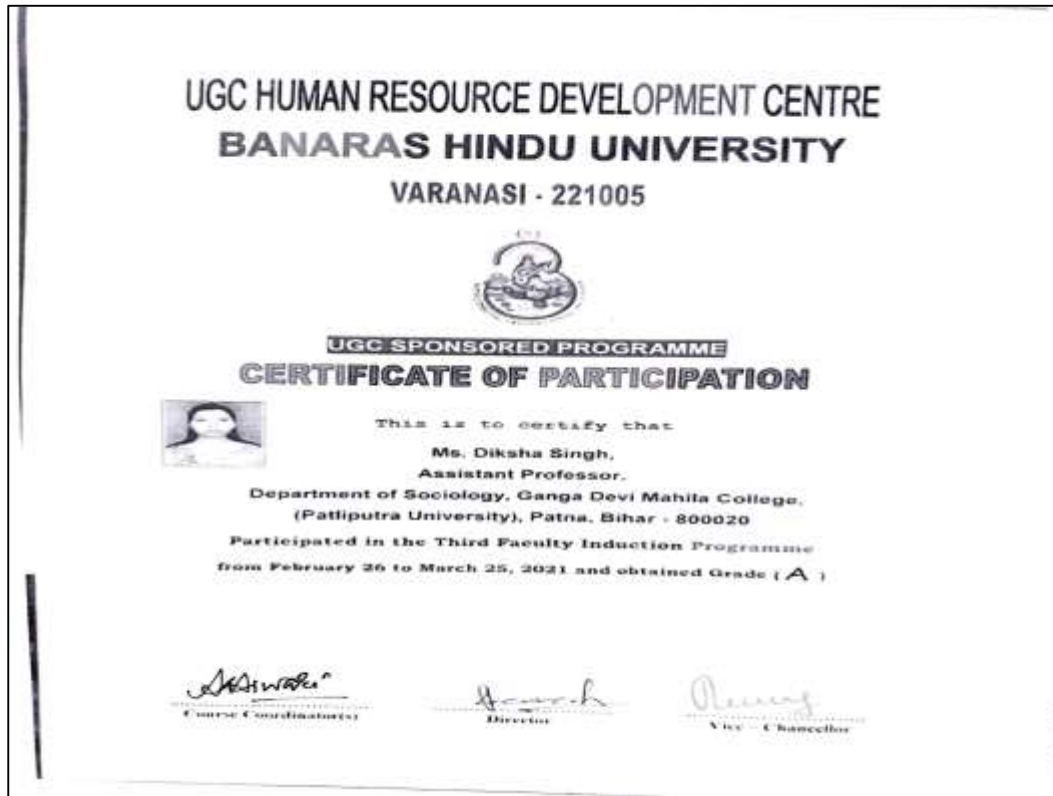 UGC HUMAN RESOURCE DEVELOPMENT CENTRE
BANARAS HINDU UNIVERSITY
VARANASI - 221005
UGC SPONSORED PROGRAMME
CERTIFICATE OF PARTICIPATION
This is to certify that
Ms. Diksha Singh,
Assistant Professor.
Department of Sociology, Ganga Devi Mahila College,
(Patliputra University), Patna, Bihar - 800020
Participated in the Third Faculty Induction Programme
from February 26 to March 25, 2021 and obtained Grade ( A )
Course Coordinator(s)
Director
Vice - Chancellor